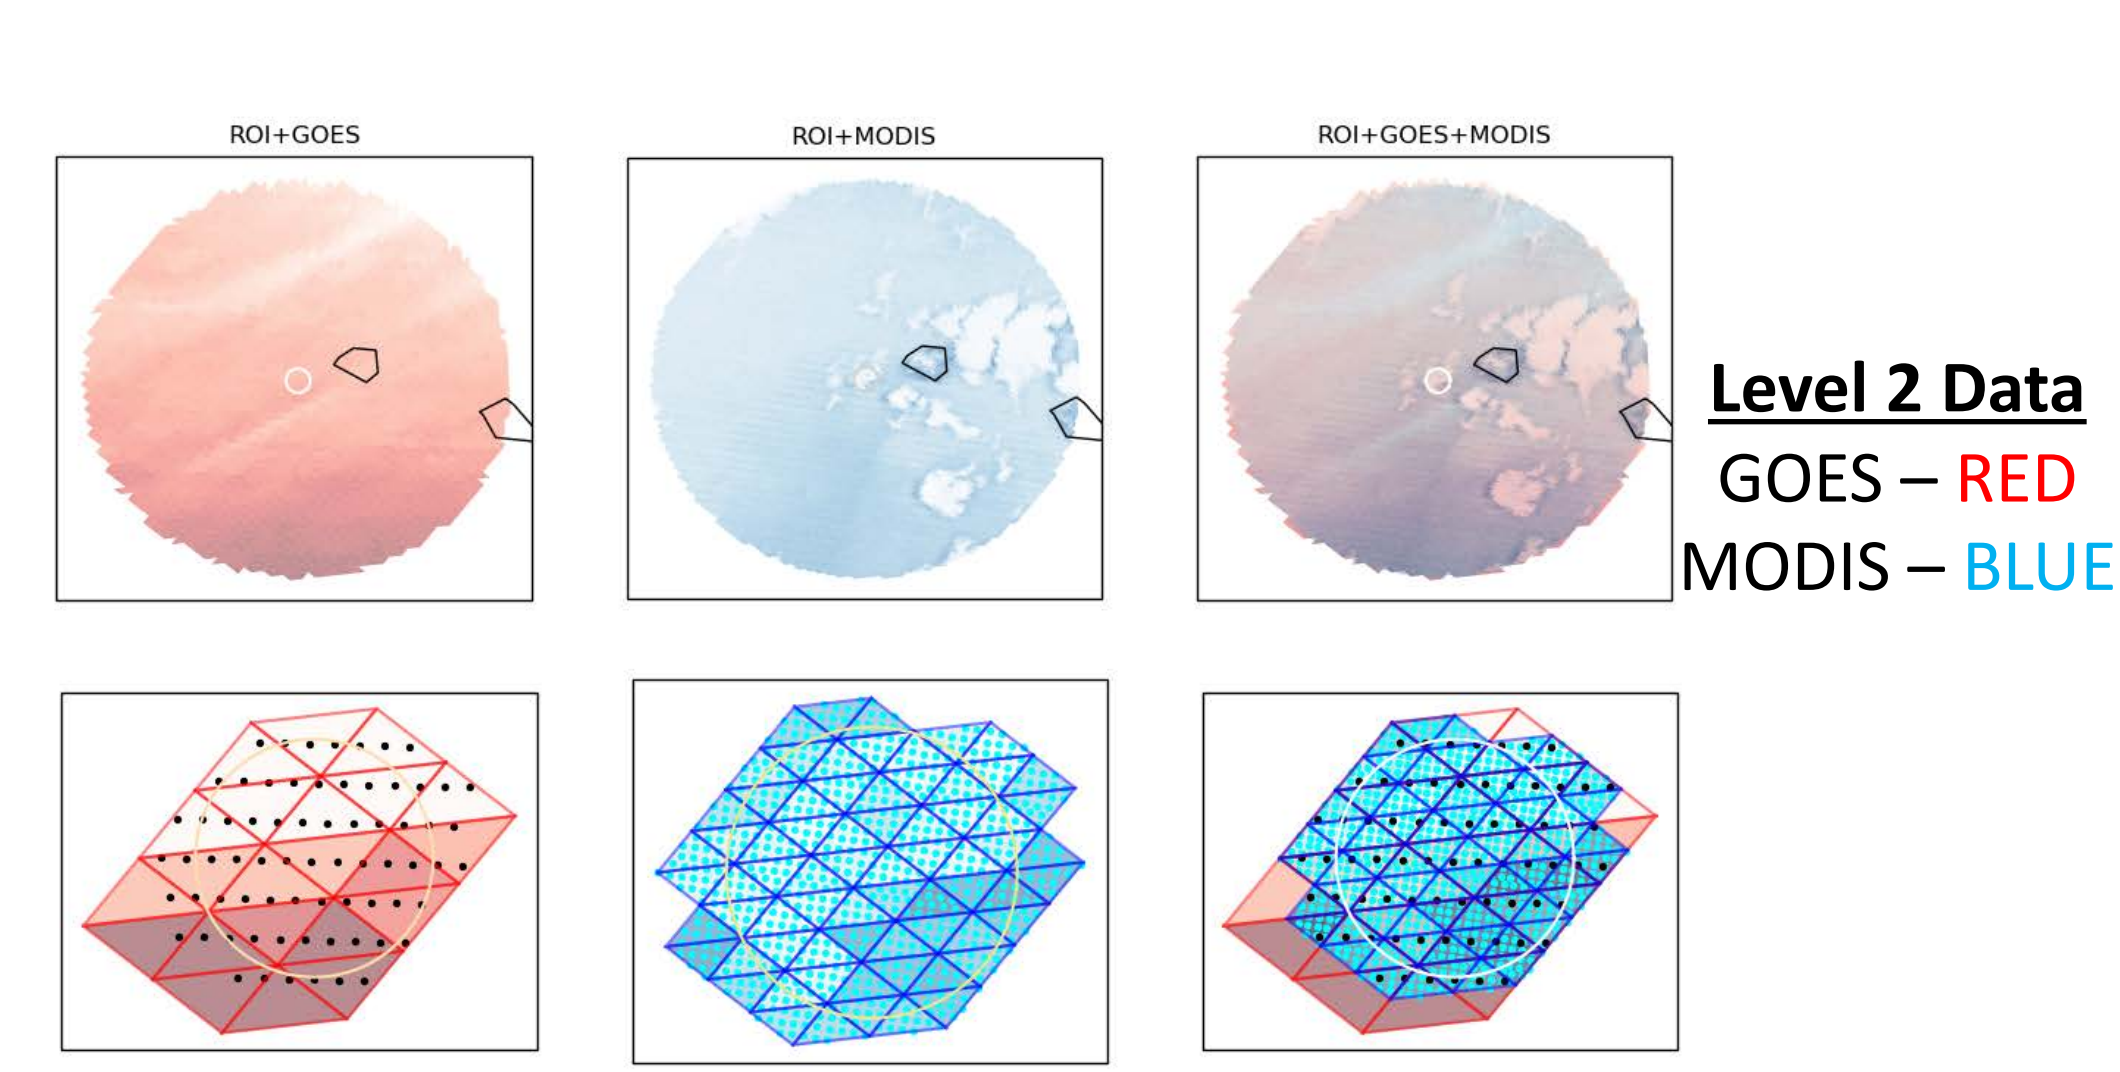 ROI+GOES
ROI+MODIS
ROI+GOES+MODIS
Level 2 Data
GOES – RED
MODIS – BLUE